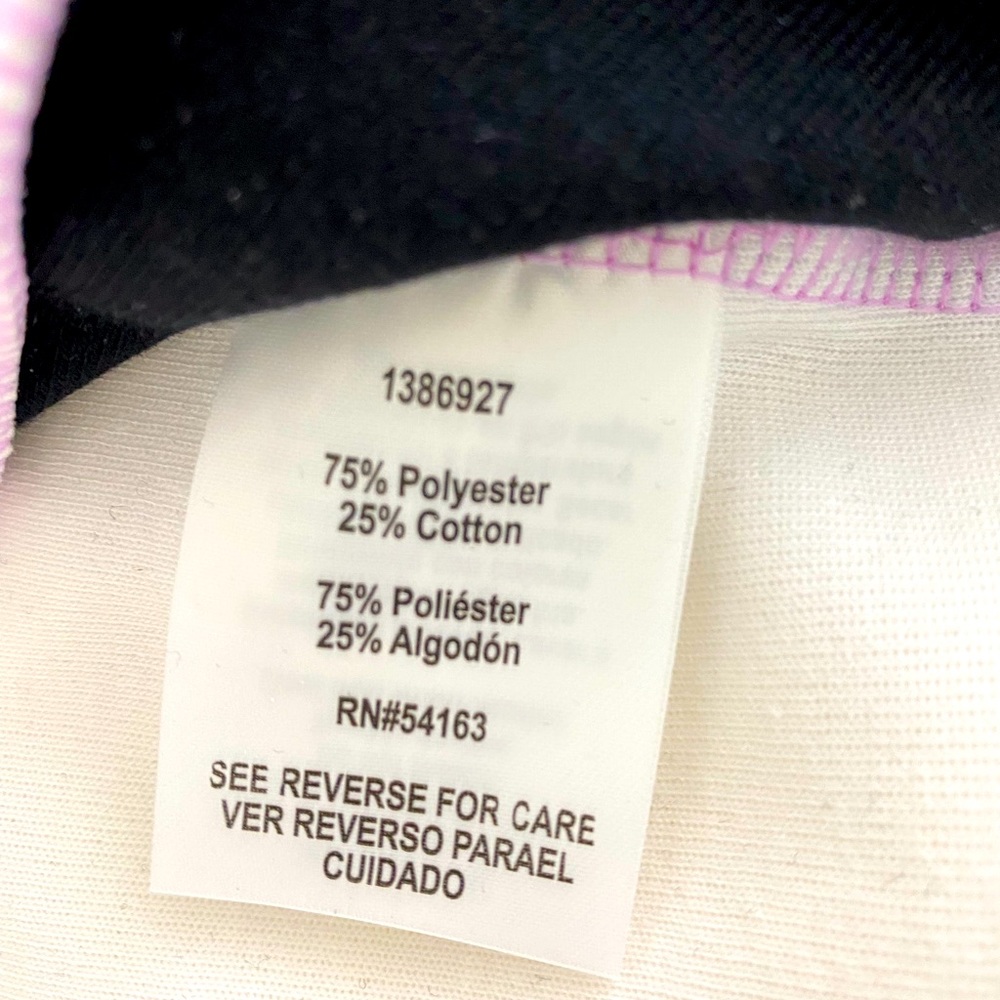 1386927
75% Polyester
25% Cotton
75% Poliéster
25% Algodón
RN#54163
SEE REVERSE FOR CARE
VER REVERSO PARAEL
CUIDADO